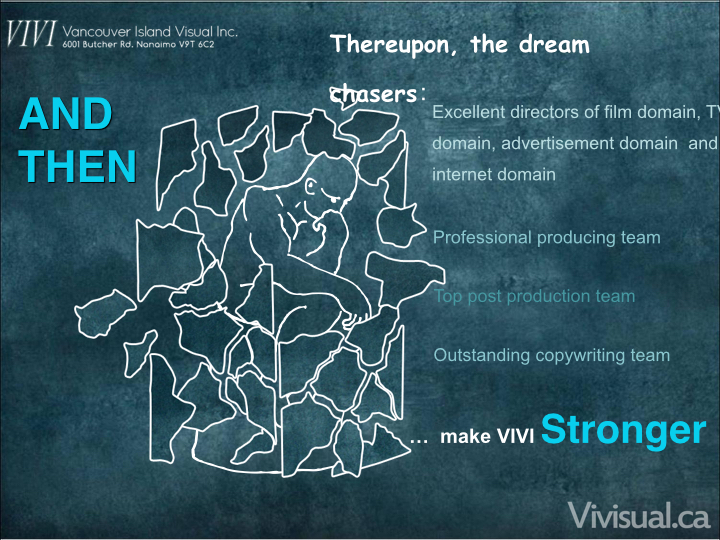 VIVI Vancouver Island Visual Inc.
6001 Butcher Rd. Nanaimo V9T 6C2
Thereupon, the dream
chasers:
AND
THEN
Excellent directors of film domain, TV
domain, advertisement domain and
internet domain
Professional producing team
Top post production team
Outstanding copywriting team
… make VIVI Stronger
Vivisual.ca